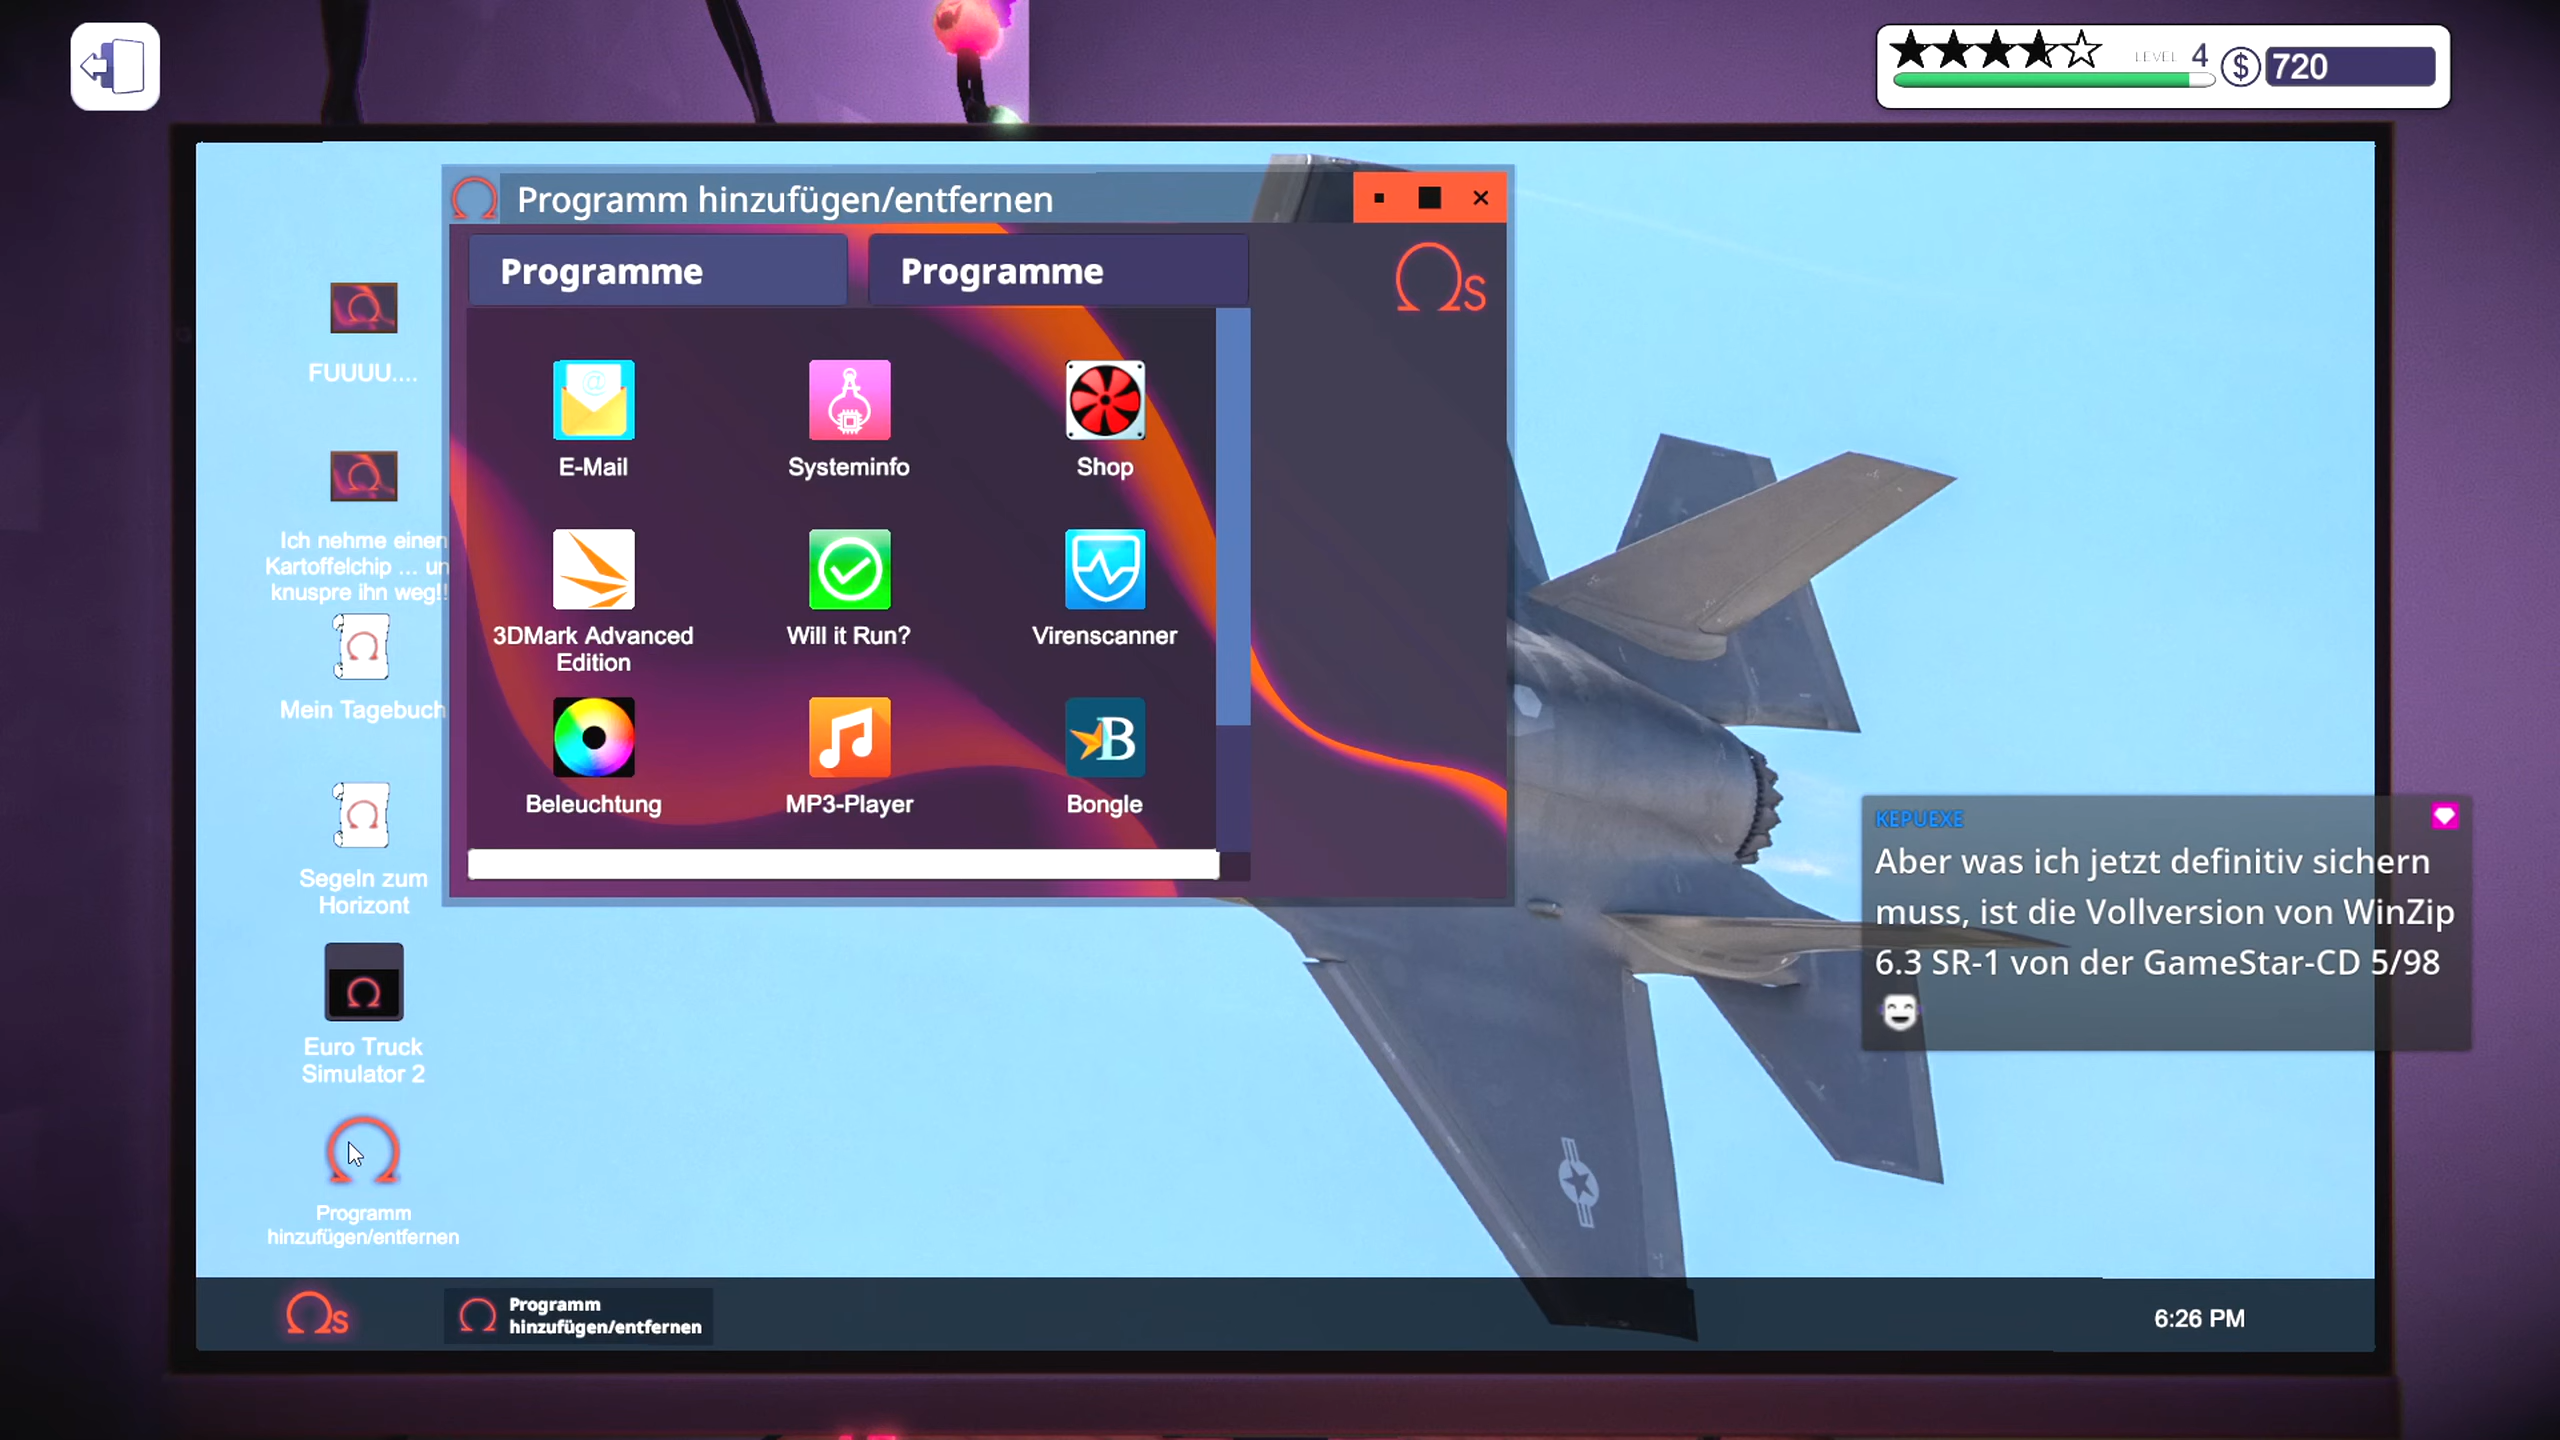 LEVEL 4
720
Programm hinzufügen/entfernen
Programme
Programme
Ωs
E-Mail
Systeminfo
Shop
3DMark Advanced
Edition
Will it Run?
Virenscanner
Beleuchtung
MP3-Player
Bongle
FUUUU....
Ich nehme einen
Kartoffelchip ... un
knuspre ihn weg!!
Mein Tagebuch
Segeln zum
Horizont
Euro Truck
Simulator 2
Programm
hinzufügen/entfernen
KEPUEXE
Aber was ich jetzt definitiv sichern
muss, ist die Vollversion von WinZip
6.3 SR-1 von der GameStar-CD 5/98
Ωs
Programm
hinzufügen/entfernen
6:26 PM